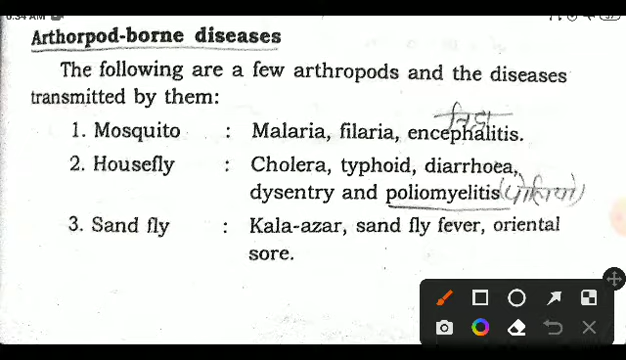 Arthorpod-borne diseases
The following are a few arthropods and the diseases
transmitted by them:
1. Mosquito : Malaria, filaria, encephalitis.
2. Housefly : Cholera, typhoid, diarrhoea,
dysentry and poliomyelitis (पोलियो)
3. Sand fly : Kala-azar, sand fly fever, oriental
sore.